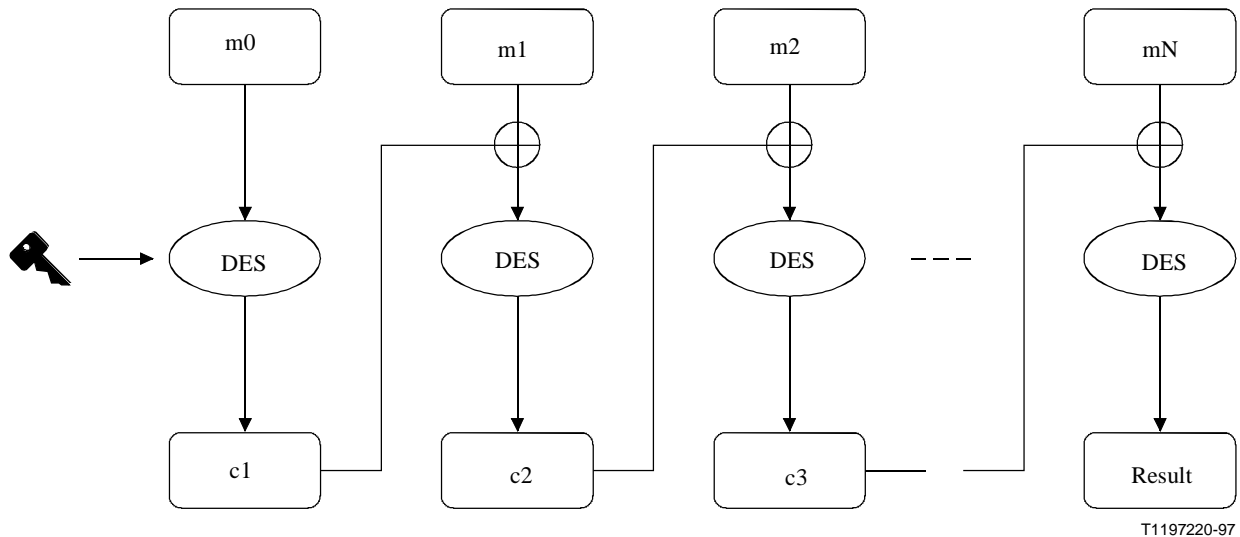 m0
m1
m2
mN
DES
DES
DES
DES
c1
c2
c3
Result
T1197220-97